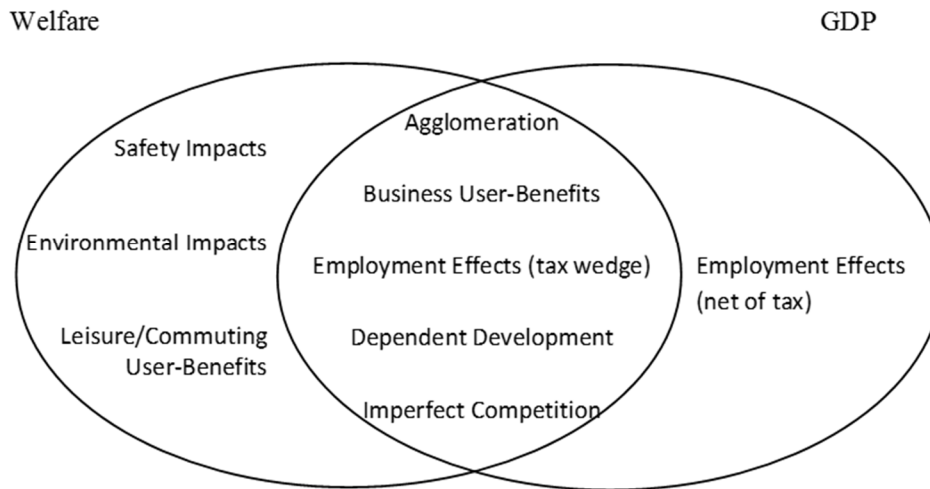 Welfare
GDP
Safety Impacts
Environmental Impacts
Leisure/Commuting
User-Benefits
Agglomeration
Business User-Benefits
Employment Effects (tax wedge)
Dependent Development
Imperfect Competition
Employment Effects
(net of tax)